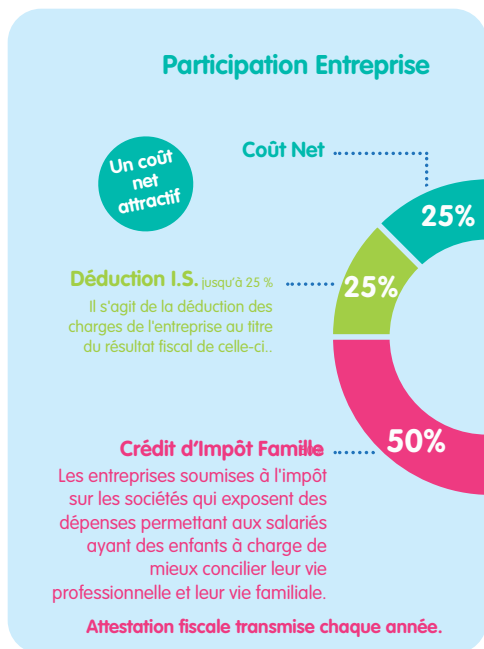 Participation Entreprise
Un coût
net
attractif
Coût Net
25%
Déduction I.S. jusqu'à 25 %
25%
Il s'agit de la déduction des
charges de l'entreprise au titre
du résultat fiscal de celle-ci..
Crédit d'Impôt Famille
50%
Les entreprises soumises à l'impôt
sur les sociétés qui exposent des
dépenses permettant aux salariés
ayant des enfants à charge de
mieux concilier leur vie
professionnelle et leur vie familiale.
Attestation fiscale transmise chaque année.